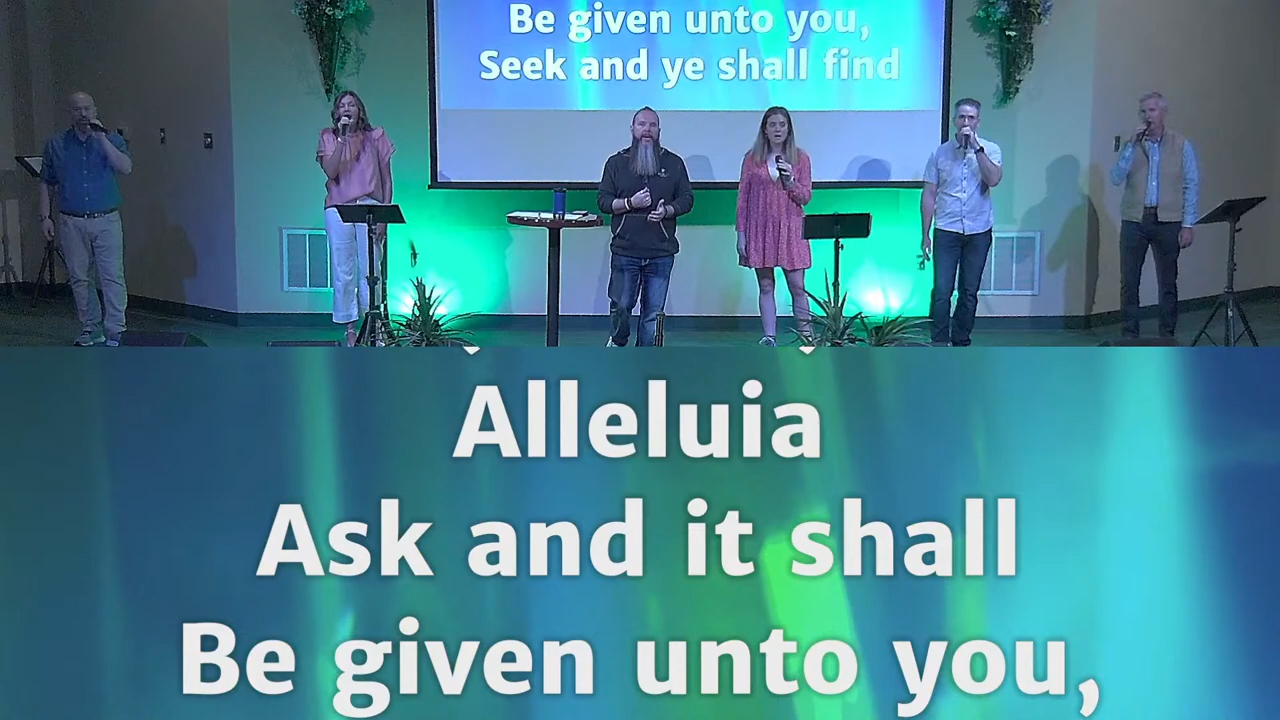 Be given unto you,
Seek and ye shall find
Alleluia
Ask and it shall
Be given unto you,